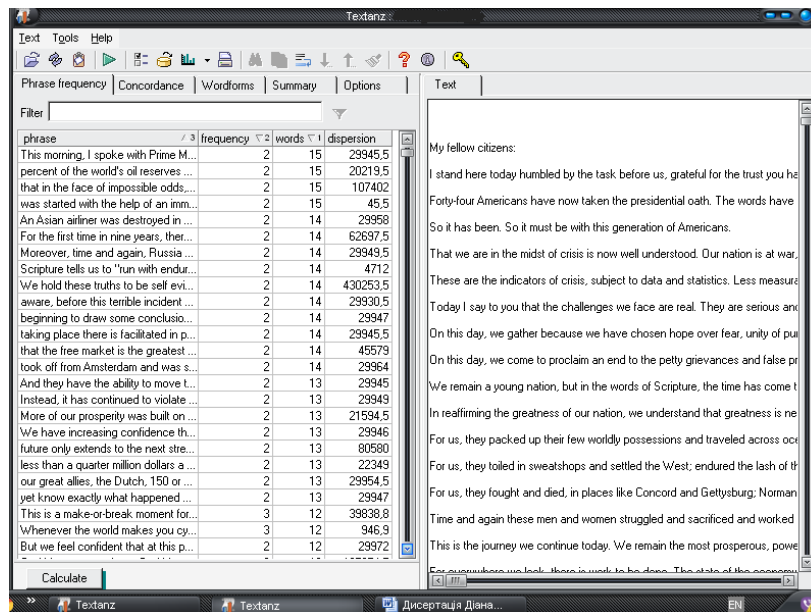 Textanz :
Text Tools Help
Phrase frequency Concordance Wordforms Summary Options
Filter
phrase / 3 frequency 2 words 1 dispersion
This morning, I spoke with Prime M... 2 15 29945,5
percent of the world's oil reserves ... 2 15 20219,5
that in the face of impossible odds,... 2 15 107402
was started with the help of an imm... 2 15 45,5
An Asian airliner was destroyed in ... 2 14 29958
For the first time in nine years, ther... 2 14 62697,5
Moreover, time and again, Russia ... 2 14 29949,5
Scripture tells us to "run with endur... 2 14 4712
We hold these truths to be self evi... 2 14 430253,5
aware, before this terrible incident ... 2 14 29930,5
beginning to draw some conclusio... 2 14 29947
taking place there is facilitated in p... 2 14 29945,5
that the free market is the greatest ... 2 14 45579
took off from Amsterdam and was s... 2 14 29964
And they have the ability to move t... 2 13 29945
Instead, it has continued to violate ... 2 13 29949
More of our prosperity was built on ... 2 13 21594,5
We have increasing confidence th... 2 13 29946
future only extends to the next stre... 2 13 80580
less than a quarter million dollars a ... 2 13 22349
our great allies, the Dutch, 150 or ... 2 13 29954,5
yet know exactly what happened ... 2 13 29947
This is a make-or-break moment for... 3 12 39838,8
Whenever the world makes you cy... 3 12 946,9
But we feel confident that at this p... 2 12 29972
Calculate
Text
My fellow citizens:
I stand here today humbled by the task before us, grateful for the trust you ha
Forty-four Americans have now taken the presidential oath. The words have
So it has been. So it must be with this generation of Americans.
That we are in the midst of crisis is now well understood. Our nation is at war,
These are the indicators of crisis, subject to data and statistics. Less measura
Today I say to you that the challenges we face are real. They are serious and
On this day, we gather because we have chosen hope over fear, unity of pur
On this day, we come to proclaim an end to the petty grievances and false pr
We remain a young nation, but in the words of Scripture, the time has come t
In reaffirming the greatness of our nation, we understand that greatness is ne
For us, they packed up their few worldly possessions and traveled across oce
For us, they toiled in sweatshops and settled the West; endured the lash of th
For us, they fought and died, in places like Concord and Gettysburg; Norman
Time and again these men and women struggled and sacrificed and worked
This is the journey we continue today. We remain the most prosperous, powe
For everywhere we look, there is work to be done. The state of the economy
Textanz Textanz Дисертація Діана... EN